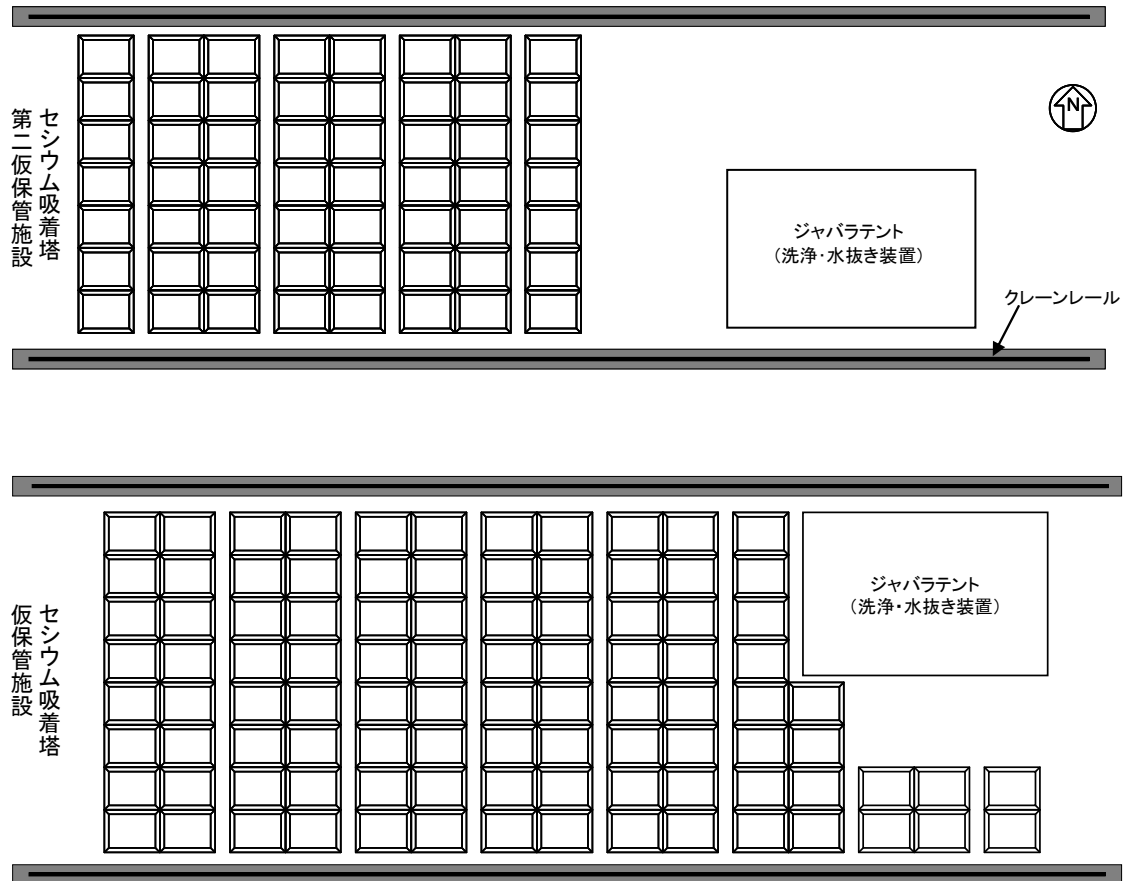 セシウム吸着塔
第二仮保管施設
N
ジャバラテント
（洗浄･水抜き装置）
クレーンレール
セシウム吸着塔
仮保管施設
ジャバラテント
（洗浄・水抜き装置）